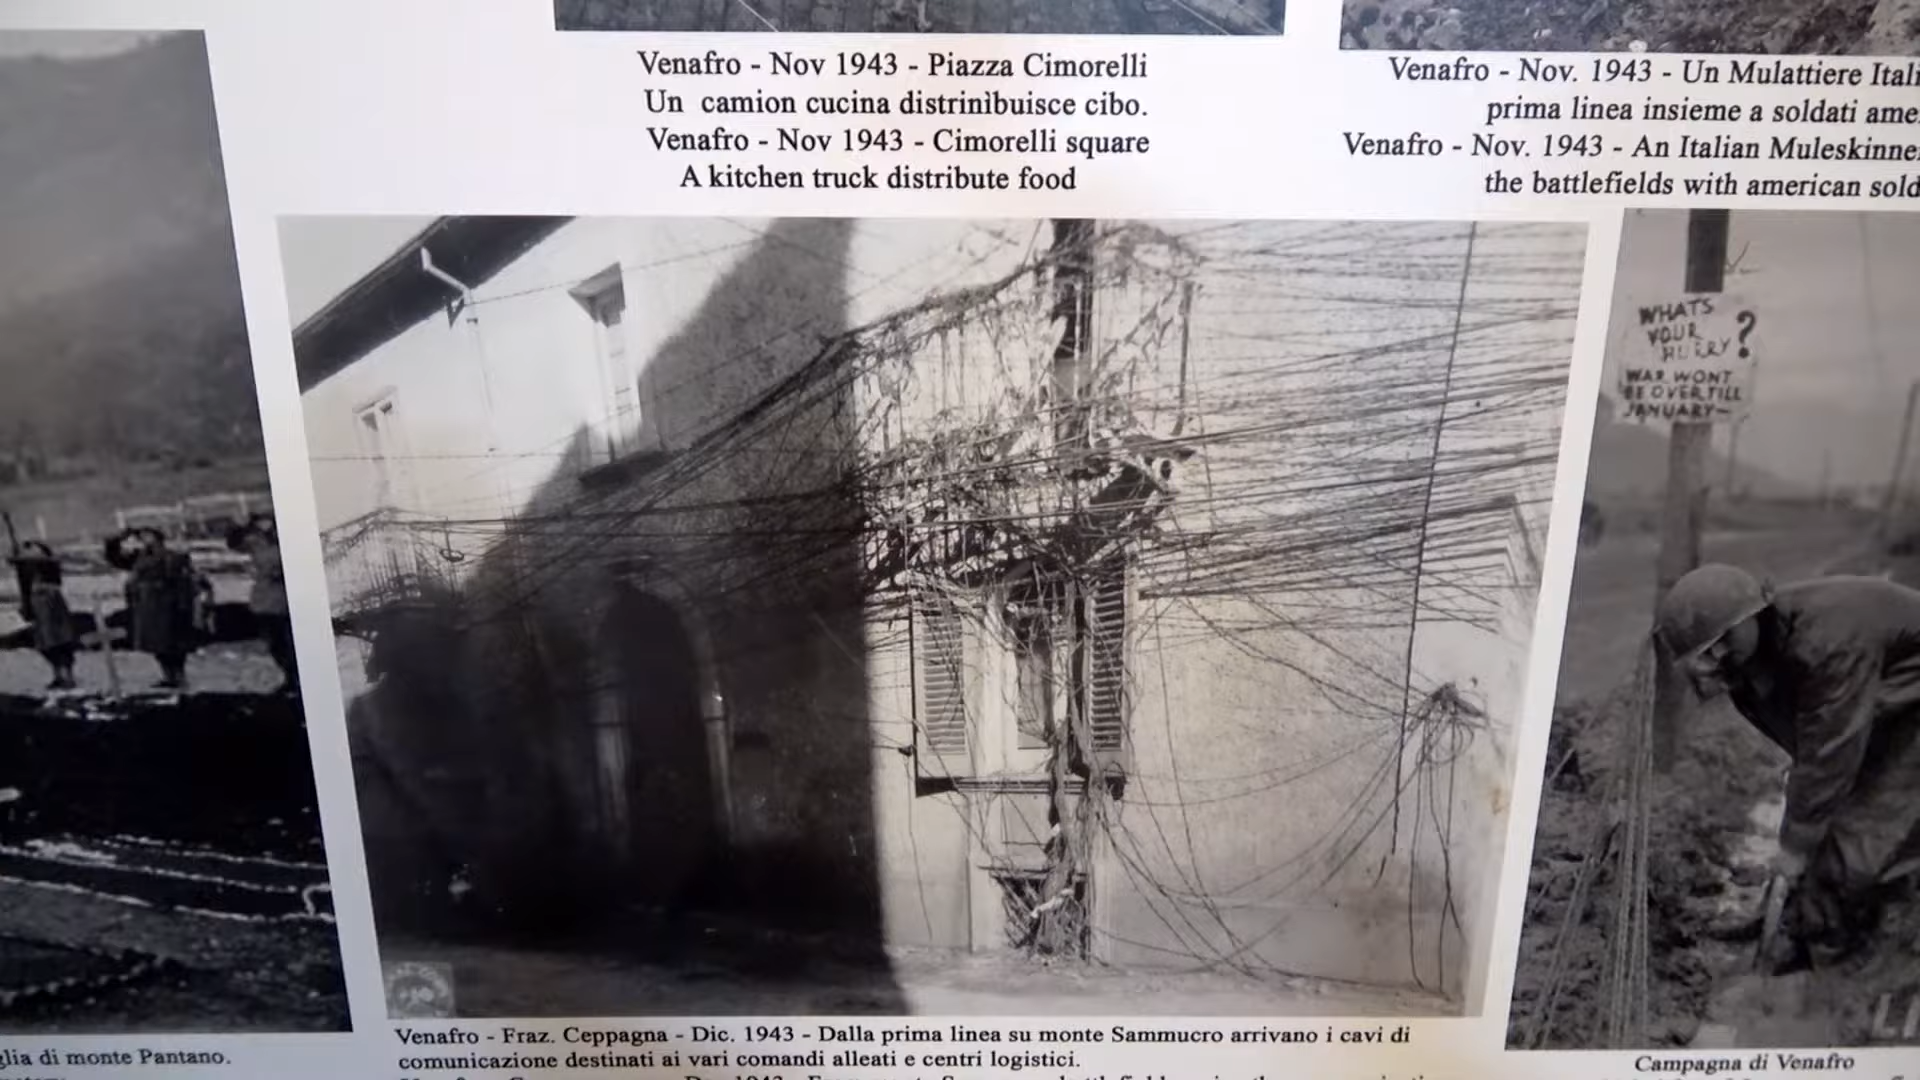 Venafro - Nov 1943 - Piazza Cimorelli
Un camion cucina distrinìbuisce cibo.
Venafro - Nov 1943 - Cimorelli square
A kitchen truck distribute food
Venafro - Nov. 1943 - Un Mulattiere
prima linea insieme a soldati
Venafro - Nov. 1943 - An Italian
the battlefields with american
WHATS
YOUR
HURRY?
WAR WONT
BE OVER TILL
JANUARY-
Venafro - Fraz. Ceppagna - Dic. 1943 - Dalla prima linea su monte Sammucro arrivano i cavi di
comunicazione destinati ai vari comandi alleati e centri logistici.
di monte Pantano.
Campagna di Venafro